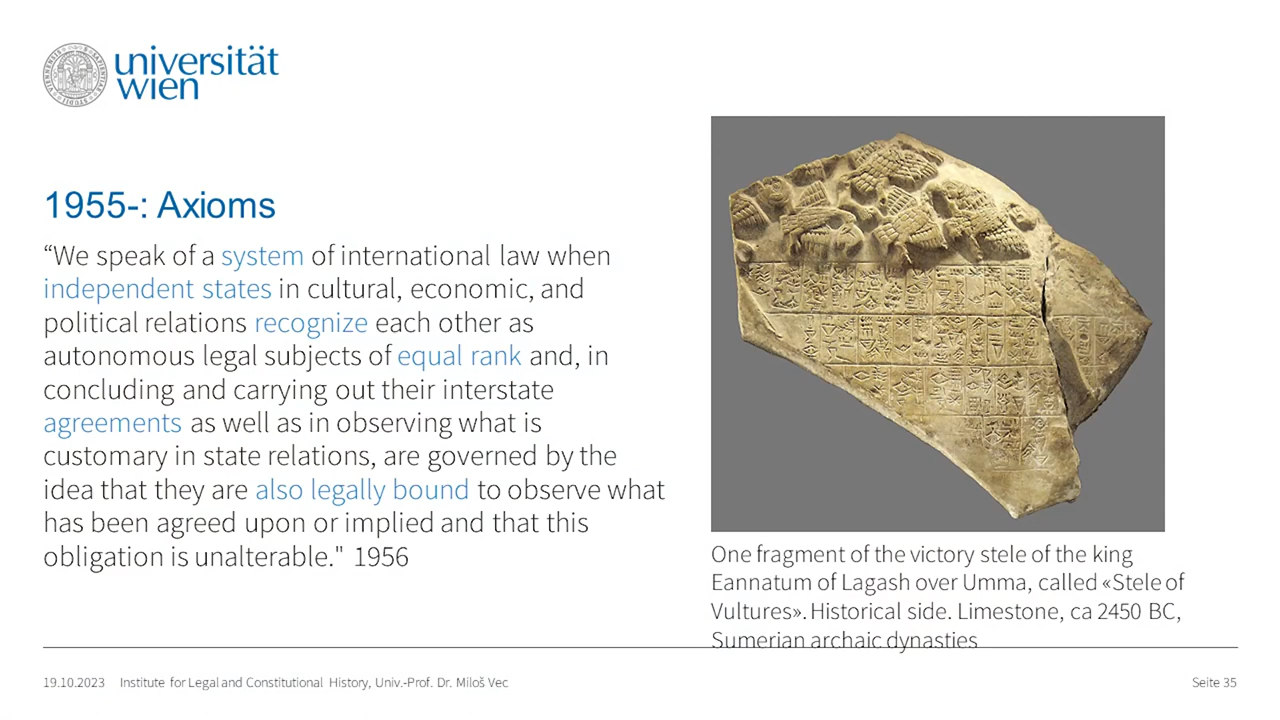 universität
wien
1955-: Axioms
“We speak of a system of international law when
independent states in cultural, economic, and
political relations recognize each other as
autonomous legal subjects of equal rank and, in
concluding and carrying out their interstate
agreements as well as in observing what is
customary in state relations, are governed by the
idea that they are also legally bound to observe what
has been agreed upon or implied and that this
obligation is unalterable." 1956
One fragment of the victory stele of the king
Eannatum of Lagash over Umma, called «Stele of
Vultures». Historical side. Limestone, ca 2450 BC,
Sumerian archaic dynasties
19.10.2023 Institute for Legal and Constitutional History, Univ.-Prof. Dr. Miloš Vec
Seite 35